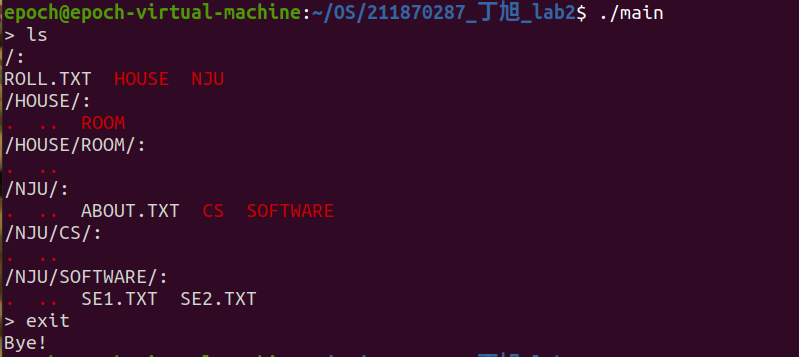 epoch@epoch-virtual-machine:~/OS/211870287_丁旭_lab2$ ./main
> ls
/:
ROLL.TXT  HOUSE  NJU
/HOUSE/:
.  ..  ROOM
/HOUSE/ROOM/:
.  ..
/NJU/:
.  ..  ABOUT.TXT  CS  SOFTWARE
/NJU/CS/:
.  ..
/NJU/SOFTWARE/:
.  ..  SE1.TXT  SE2.TXT
> exit
Bye!